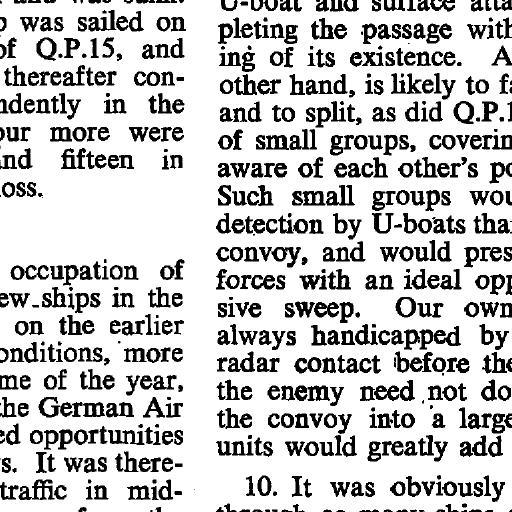 was sailed on
of Q.P.15, and
thereafter con-
ndently in the
our more were
and fifteen in
oss.
occupation of
ew ships in the
on the earlier
onditions, more
me of the year,
the German Air
ed opportunities
s. It was there-
traffic in mid-
U-boat and surface atta
pleting the passage with
ing of its existence. A
other hand, is likely to fa
and to split, as did Q.P.1
of small groups, coverin
aware of each other's po
Such small groups wou
detection by U-boats than
convoy, and would pres
forces with an ideal opp
sive sweep. Our own
always handicapped by
radar contact before the
the enemy need not do
the convoy into a large
units would greatly add
10. It was obviously